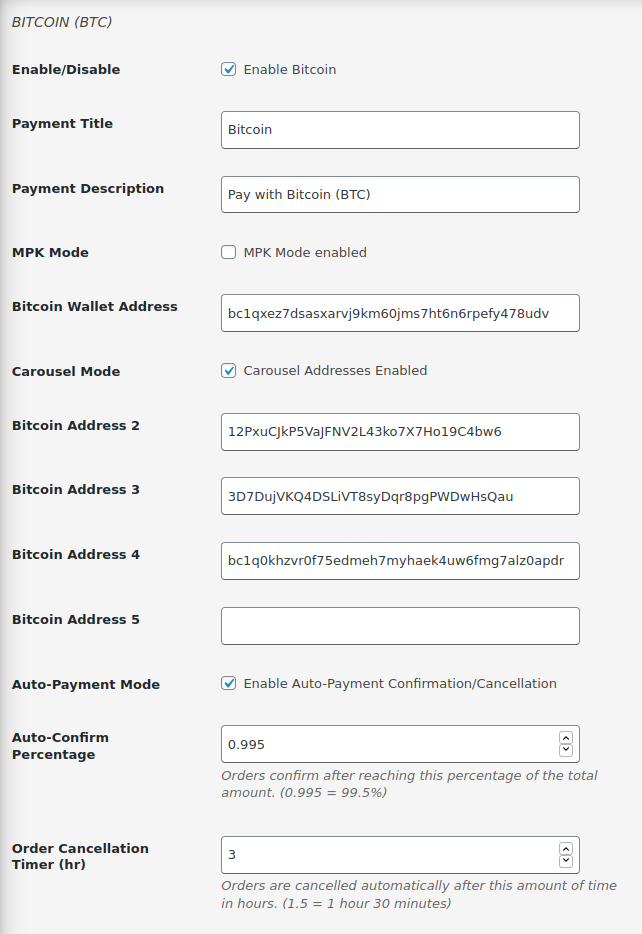 BITCOIN (BTC)
Enable/Disable
Enable Bitcoin
Payment Title
Bitcoin
Payment Description
Pay with Bitcoin (BTC)
MPK Mode
MPK Mode enabled
Bitcoin Wallet Address
bc1qxez7dsasxarvj9km60jms7ht6n6rpefy478udv
Carousel Mode
Carousel Addresses Enabled
Bitcoin Address 2
12PxuCJkP5VaJFNV2L43ko7X7Ho19C4bw6
Bitcoin Address 3
3D7DujVKQ4DSLiVT8syDqr8pgPWDwHsQau
Bitcoin Address 4
bc1q0khzvr0f75edmeh7myhaek4uw6fmg7alz0apdr
Bitcoin Address 5
Auto-Payment Mode
Enable Auto-Payment Confirmation/Cancellation
Auto-Confirm
Percentage
0.995
Orders confirm after reaching this percentage of the total
amount. (0.995 = 99.5%)
Order Cancellation
Timer (hr)
3
Orders are cancelled automatically after this amount of time
in hours. (1.5 = 1 hour 30 minutes)